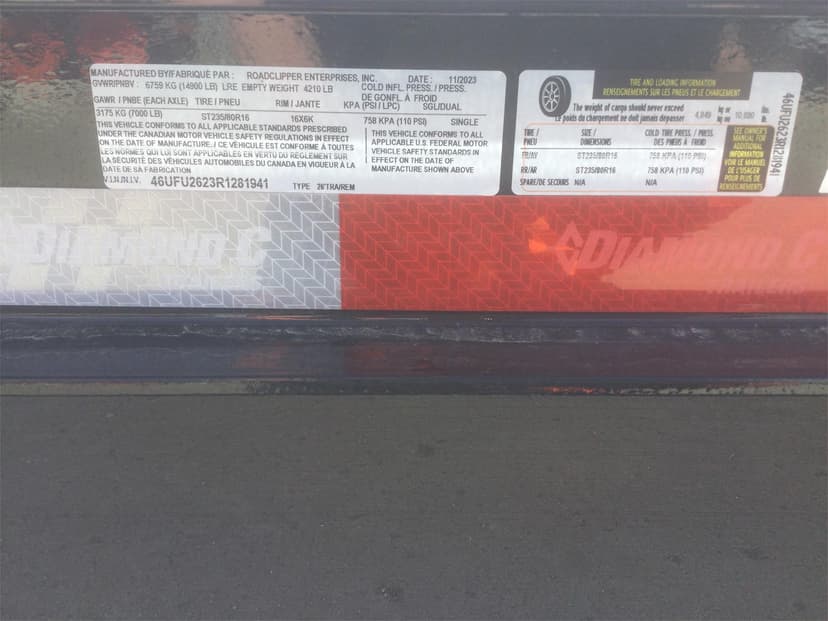 MANUFACTURED BY/FABRIQUÉ PAR : ROADCLIPPER ENTERPRISES, INC. DATE : 11/2023
GVWR/PNBV : 6759 KG (14900 LB) LRE EMPTY WEIGHT 4210 LB COLD INFL. PRESS./ PRESS.
DE GONFL. À FROID
GAWR / PNBE (EACH AXLE) TIRE / PNEU RIM / JANTE KPA (PSI / LPC) SGL/DUAL
3175 KG (7000 LB) ST235/80R16 16X6K 758 KPA (110 PSI) SINGLE
THIS VEHICLE CONFORMS TO ALL APPLICABLE STANDARDS PRESCRIBED
UNDER THE CANADIAN MOTOR VEHICLE SAFETY REGULATIONS IN EFFECT
ON THE DATE OF MANUFACTURE. / CE VÉHICULE EST CONFORME À TOUTES
LES NORMES QUI LUI SONT APPLICABLES EN VERTU DU RÈGLEMENT SUR
LA SÉCURITÉ DES VÉHICULES AUTOMOBILES DU CANADA EN VIGUEUR À LA
DATE DE SA FABRICATION
THIS VEHICLE CONFORMS TO ALL
APPLICABLE U.S. FEDERAL MOTOR
VEHICLE SAFETY STANDARDS IN
EFFECT ON THE DATE OF
MANUFACTURE SHOWN ABOVE
V.I.N./N.I.V. 46UFU2623R1281941 TYPE
TIRE AND LOADING INFORMATION
RENSEIGNEMENTS SUR LES PNEUS ET LE CHARGEMENT
The weight of cargo should never exceed
Le poids du chargement ne doit jamais dépasser 4,849 kg or kg ou lbs. lb.
TIRE / PNEU SIZE / DIMENSIONS COLD TIRE PRESS. / PRESS. DES PNEUS À FROID
FR/AV ST235/80R16 758 KPA (110 PSI)
RR/AR ST235/80R16 758 KPA (110 PSI)
SPARE/DE SECOURS N/A N/A
SEE OWNER'S
MANUAL FOR
ADDITIONAL
INFORMATION
VOIR LE MANUEL
DE L'USAGER
POUR PLUS DE
RENSEIGNEMENTS
46UFU2623R1281941
DIAMOND C
DIAMOND C